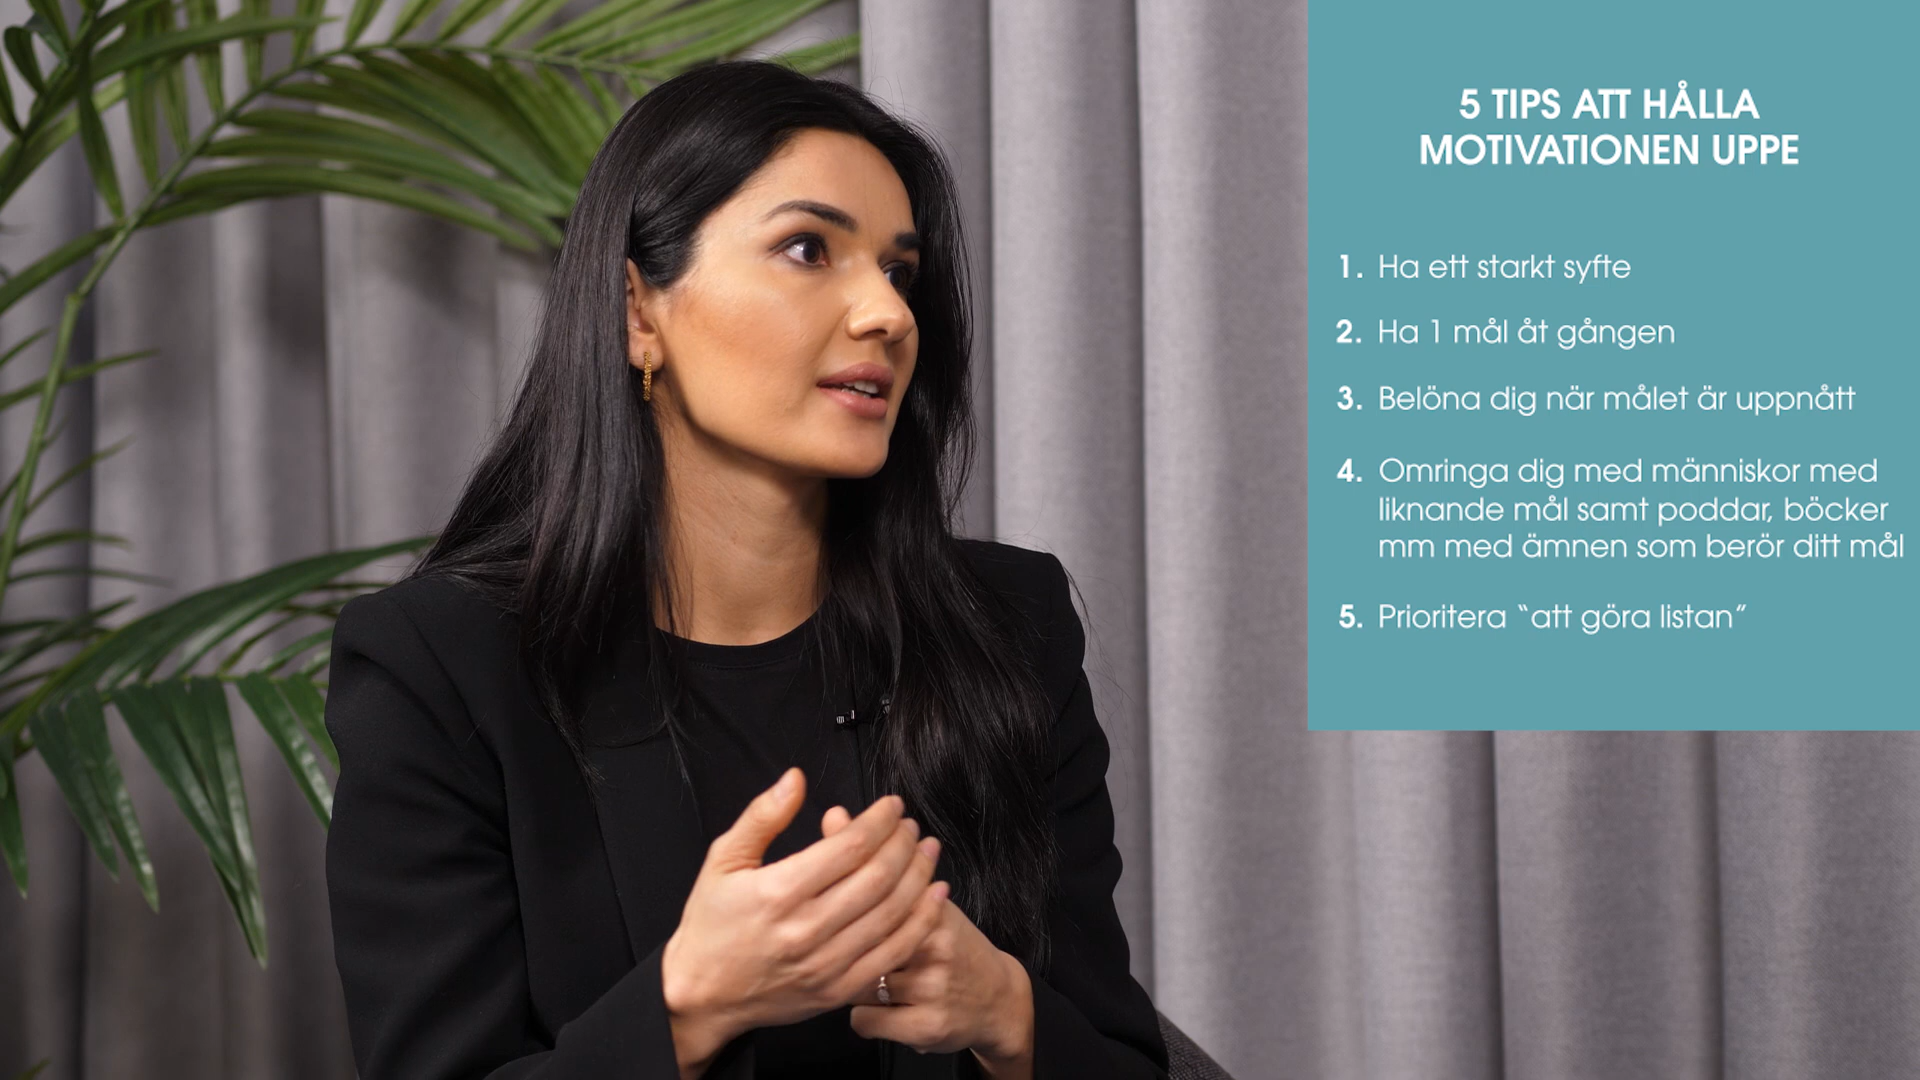 5 TIPS ATT HÅLLA
MOTIVATIONEN UPPE
1. Ha ett starkt syfte
2. Ha 1 mål åt gången
3. Belöna dig när målet är uppnått
4. Omringa dig med människor med
liknande mål samt poddar, böcker
mm med ämnen som berör ditt mål
5. Prioritera “att göra listan”